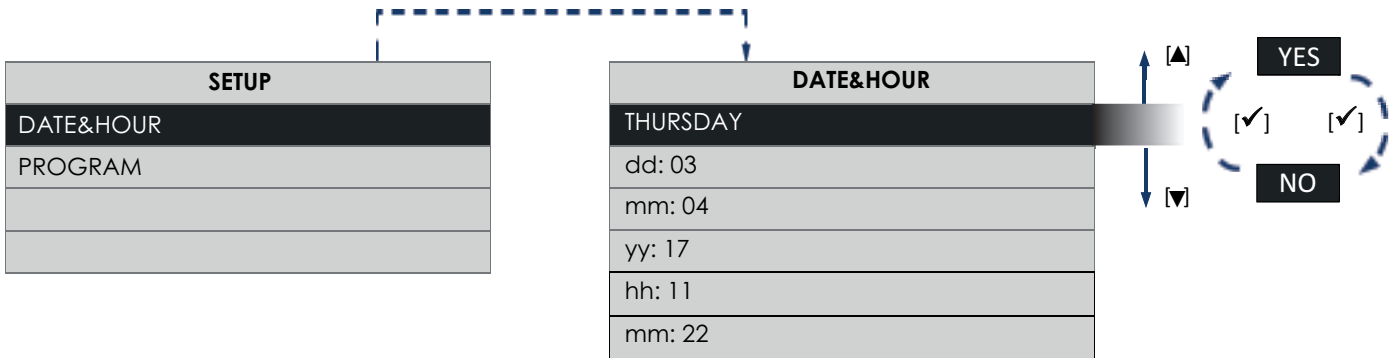 SETUP
DATE&HOUR
PROGRAM
DATE&HOUR
THURSDAY
dd: 03
mm: 04
yy: 17
hh: 11
mm: 22
[▲]
[▼]
YES
[✔] [✔]
NO